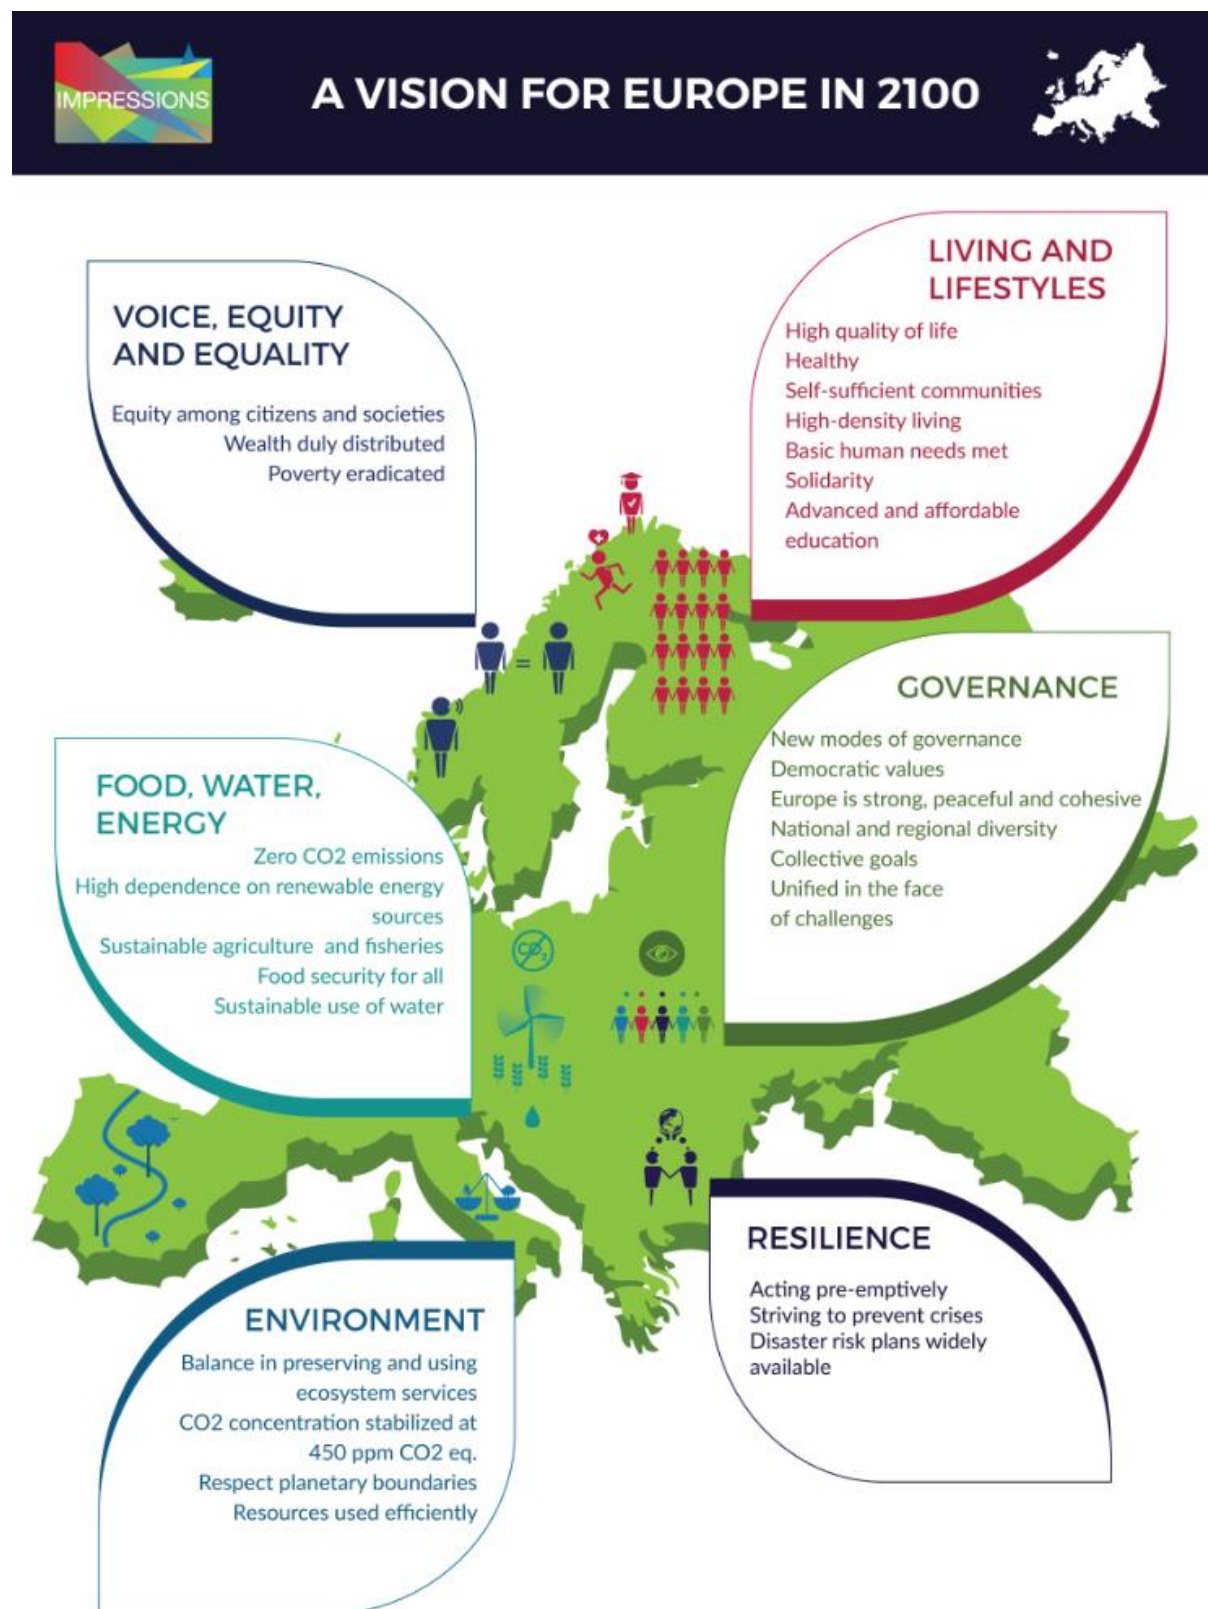 IMPRESSIONS
A VISION FOR EUROPE IN 2100
VOICE, EQUITY
AND EQUALITY
Equity among citizens and societies
Wealth duly distributed
Poverty eradicated
LIVING AND
LIFESTYLES
High quality of life
Healthy
Self-sufficient communities
High-density living
Basic human needs met
Solidarity
Advanced and affordable
education
=
GOVERNANCE
New modes of governance
Democratic values
Europe is strong, peaceful and cohesive
National and regional diversity
Collective goals
Unified in the face
of challenges
FOOD, WATER,
ENERGY
Zero CO2 emissions
High dependence on renewable energy
sources
Sustainable agriculture and fisheries
Food security for all
Sustainable use of water
CO2
RESILIENCE
Acting pre-emptively
Striving to prevent crises
Disaster risk plans widely
available
ENVIRONMENT
Balance in preserving and using
ecosystem services
CO2 concentration stabilized at
450 ppm CO2 eq.
Respect planetary boundaries
Resources used efficiently